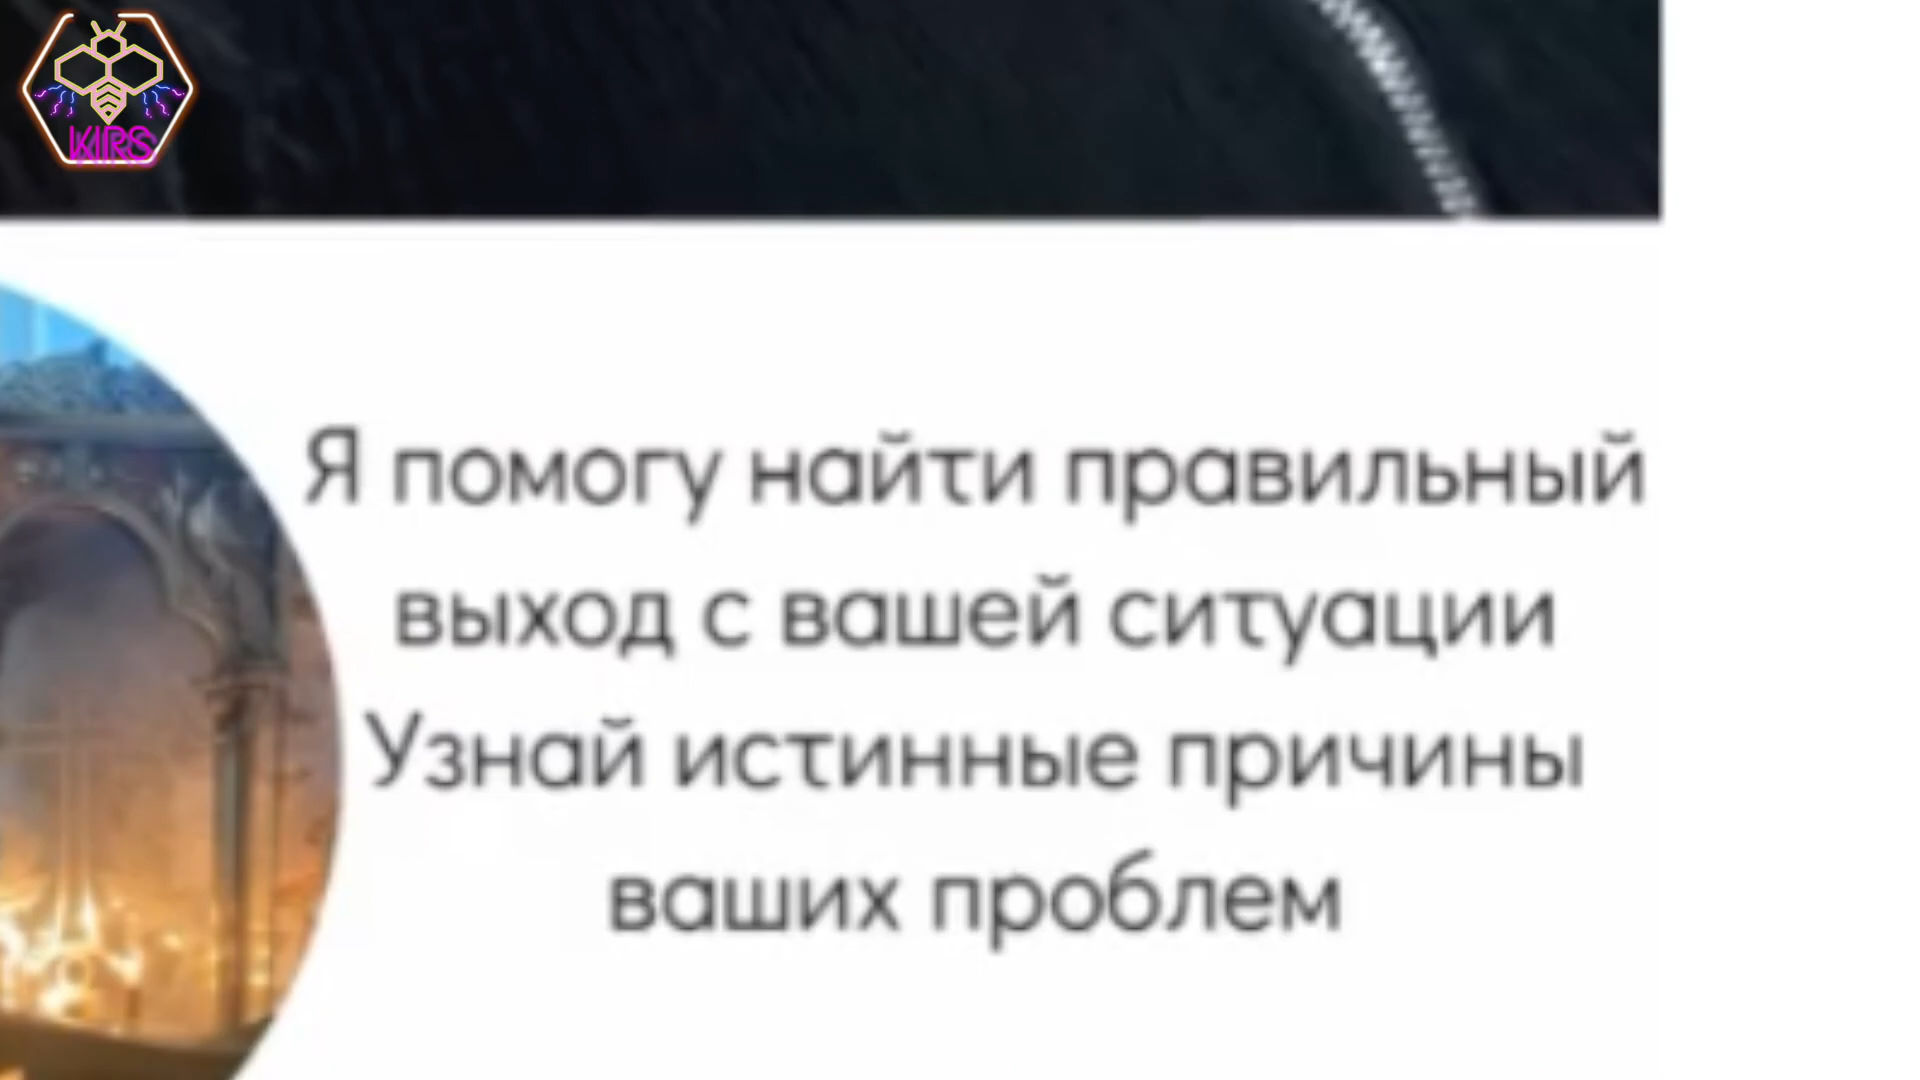 KIRS
Я помогу найти правильный
выход с вашей ситуации
Узнай истинные причины
ваших проблем